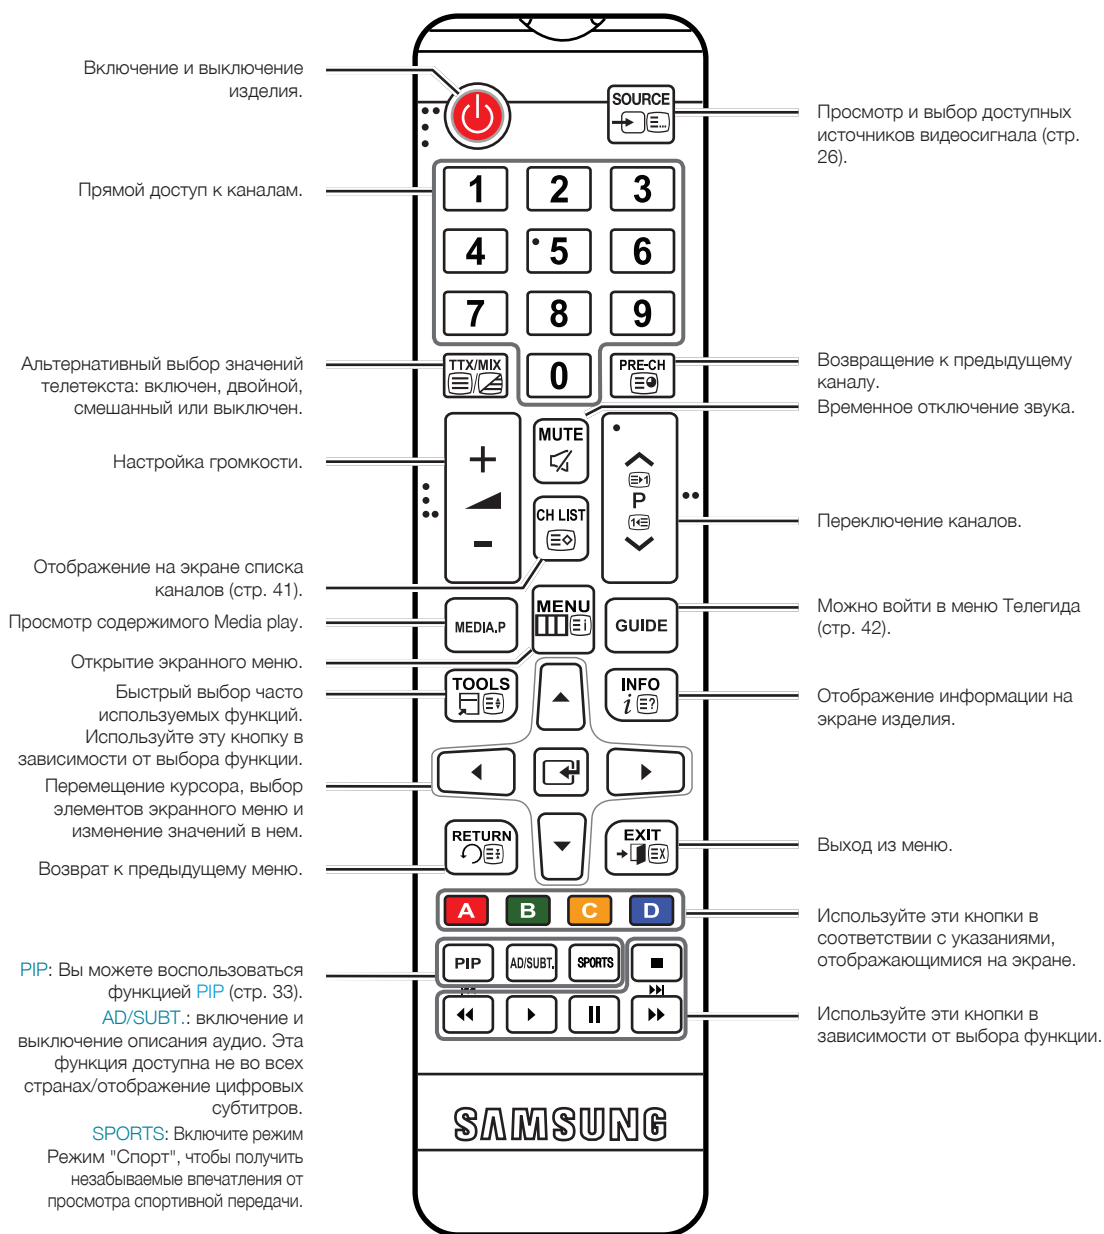 Включение и выключение
изделия.
SOURCE
Просмотр и выбор доступных
источников видеосигнала (стр.
26).
Прямой доступ к каналам.
1 2 3
4 5 6
7 8 9
Альтернативный выбор значений
телетекста: включен, двойной,
смешанный или выключен.
TTX/MIX
0
PRE-CH
Возвращение к предыдущему
каналу.
Временное отключение звука.
MUTE
Настройка громкости.
+
P
-
CH LIST
Переключение каналов.
Отображение на экране списка
каналов (стр. 41).
Просмотр содержимого Media play.
MEDIA.P
MENU
GUIDE
Можно войти в меню Телегида
(стр. 42).
Открытие экранного меню.
TOOLS
INFO
Быстрый выбор часто
используемых функций.
Используйте эту кнопку в
зависимости от выбора функции.
Отображение информации на
экране изделия.
Перемещение курсора, выбор
элементов экранного меню и
изменение значений в нем.
RETURN
EXIT
Возврат к предыдущему меню.
Выход из меню.
A B C D
Используйте эти кнопки в
соответствии с указаниями,
отображающимися на экране.
PIP AD/SUBT. SPORTS
PIP: Вы можете воспользоваться
функцией PIP (стр. 33).
AD/SUBT.: включение и
выключение описания аудио. Эта
функция доступна не во всех
странах/отображение цифровых
субтитров.
SPORTS: Включите режим
Режим "Спорт", чтобы получить
незабываемые впечатления от
просмотра спортивной передачи.
Используйте эти кнопки в
зависимости от выбора функции.
SAMSUNG